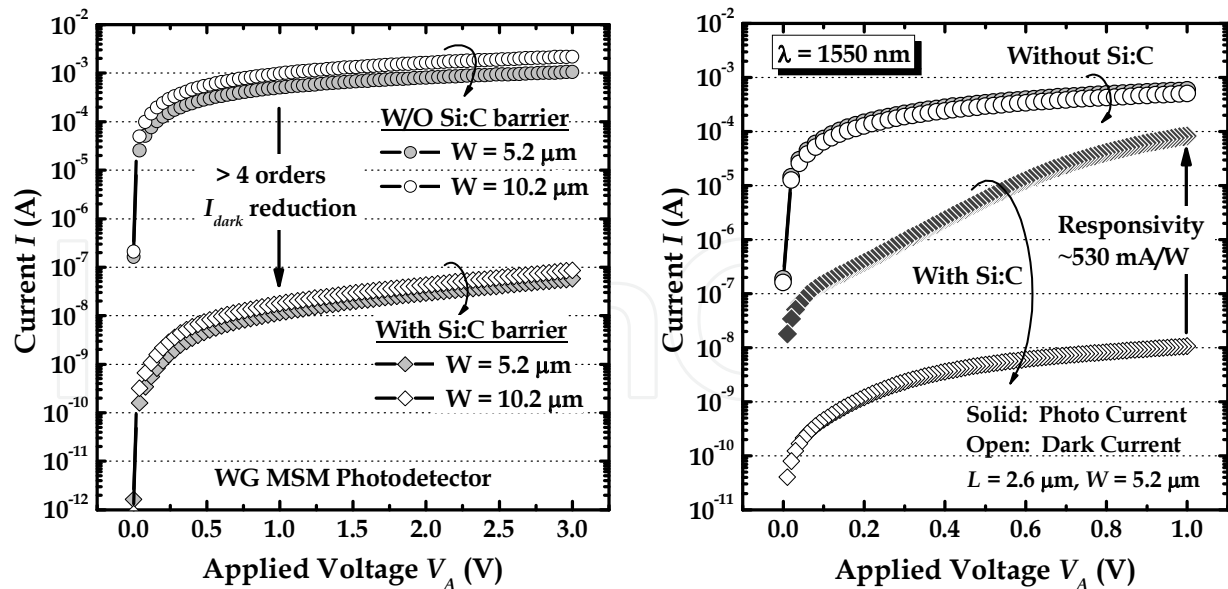 10⁻²
10⁻³
10⁻⁴
10⁻⁵
10⁻⁶
10⁻⁷
10⁻⁸
10⁻⁹
10⁻¹⁰
10⁻¹¹
10⁻¹²
Current I (A)
W/O Si:C barrier
W = 5.2 μm
W = 10.2 μm
> 4 orders
I_dark reduction
With Si:C barrier
W = 5.2 μm
W = 10.2 μm
WG MSM Photodetector
0.0 0.5 1.0 1.5 2.0 2.5 3.0
Applied Voltage V_A (V)
10⁻²
10⁻³
10⁻⁴
10⁻⁵
10⁻⁶
10⁻⁷
10⁻⁸
10⁻⁹
10⁻¹⁰
10⁻¹¹
Current I (A)
λ = 1550 nm
Without Si:C
Responsivity
~530 mA/W
With Si:C
Solid: Photo Current
Open: Dark Current
L = 2.6 μm, W = 5.2 μm
0.0 0.2 0.4 0.6 0.8 1.0
Applied Voltage V_A (V)